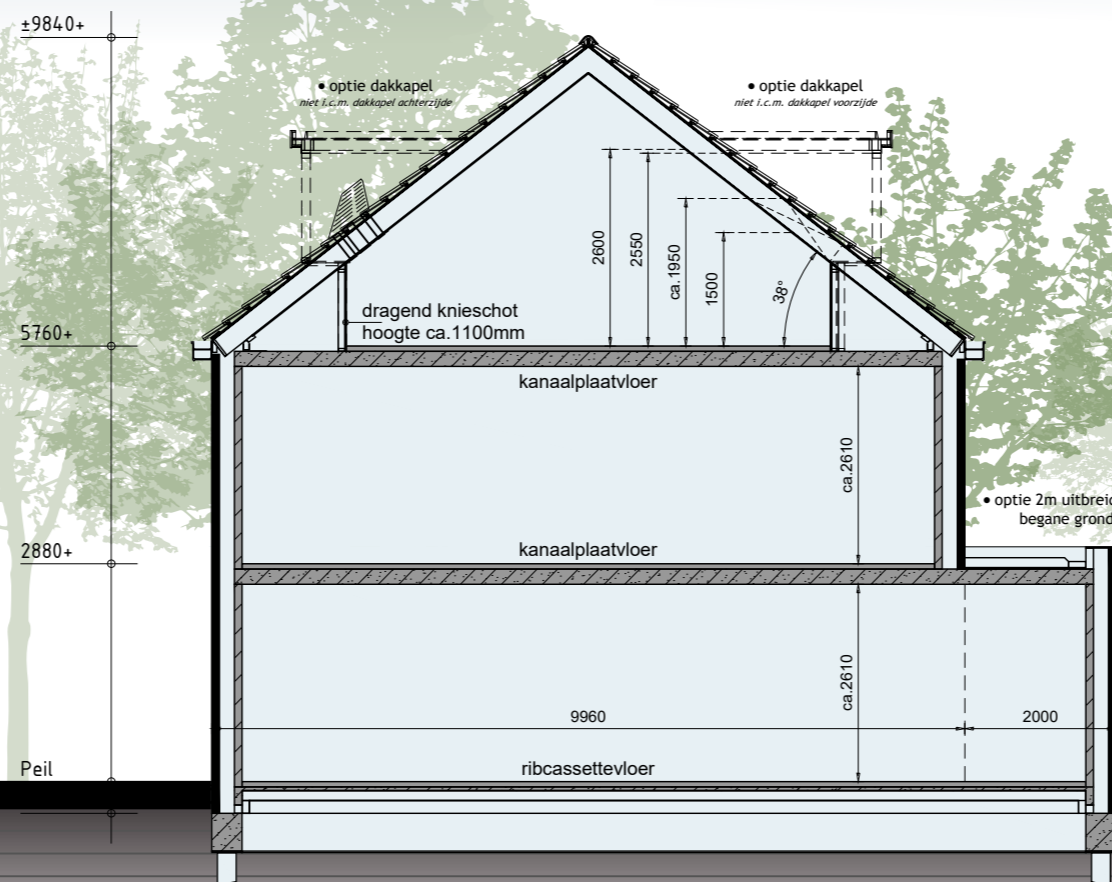 ±9840+
• optie dakkapel
niet i.c.m. dakkapel achterzijde
• optie dakkapel
niet i.c.m. dakkapel voorzijde
2600
2550
ca.1950
1500
38°
dragend knieschot
hoogte ca.1100mm
5760+
kanaalplaatvloer
ca.2610
• optie 2m uitbreid
begane grond
kanaalplaatvloer
2880+
ca.2610
9960
2000
Peil
ribcassettevloer